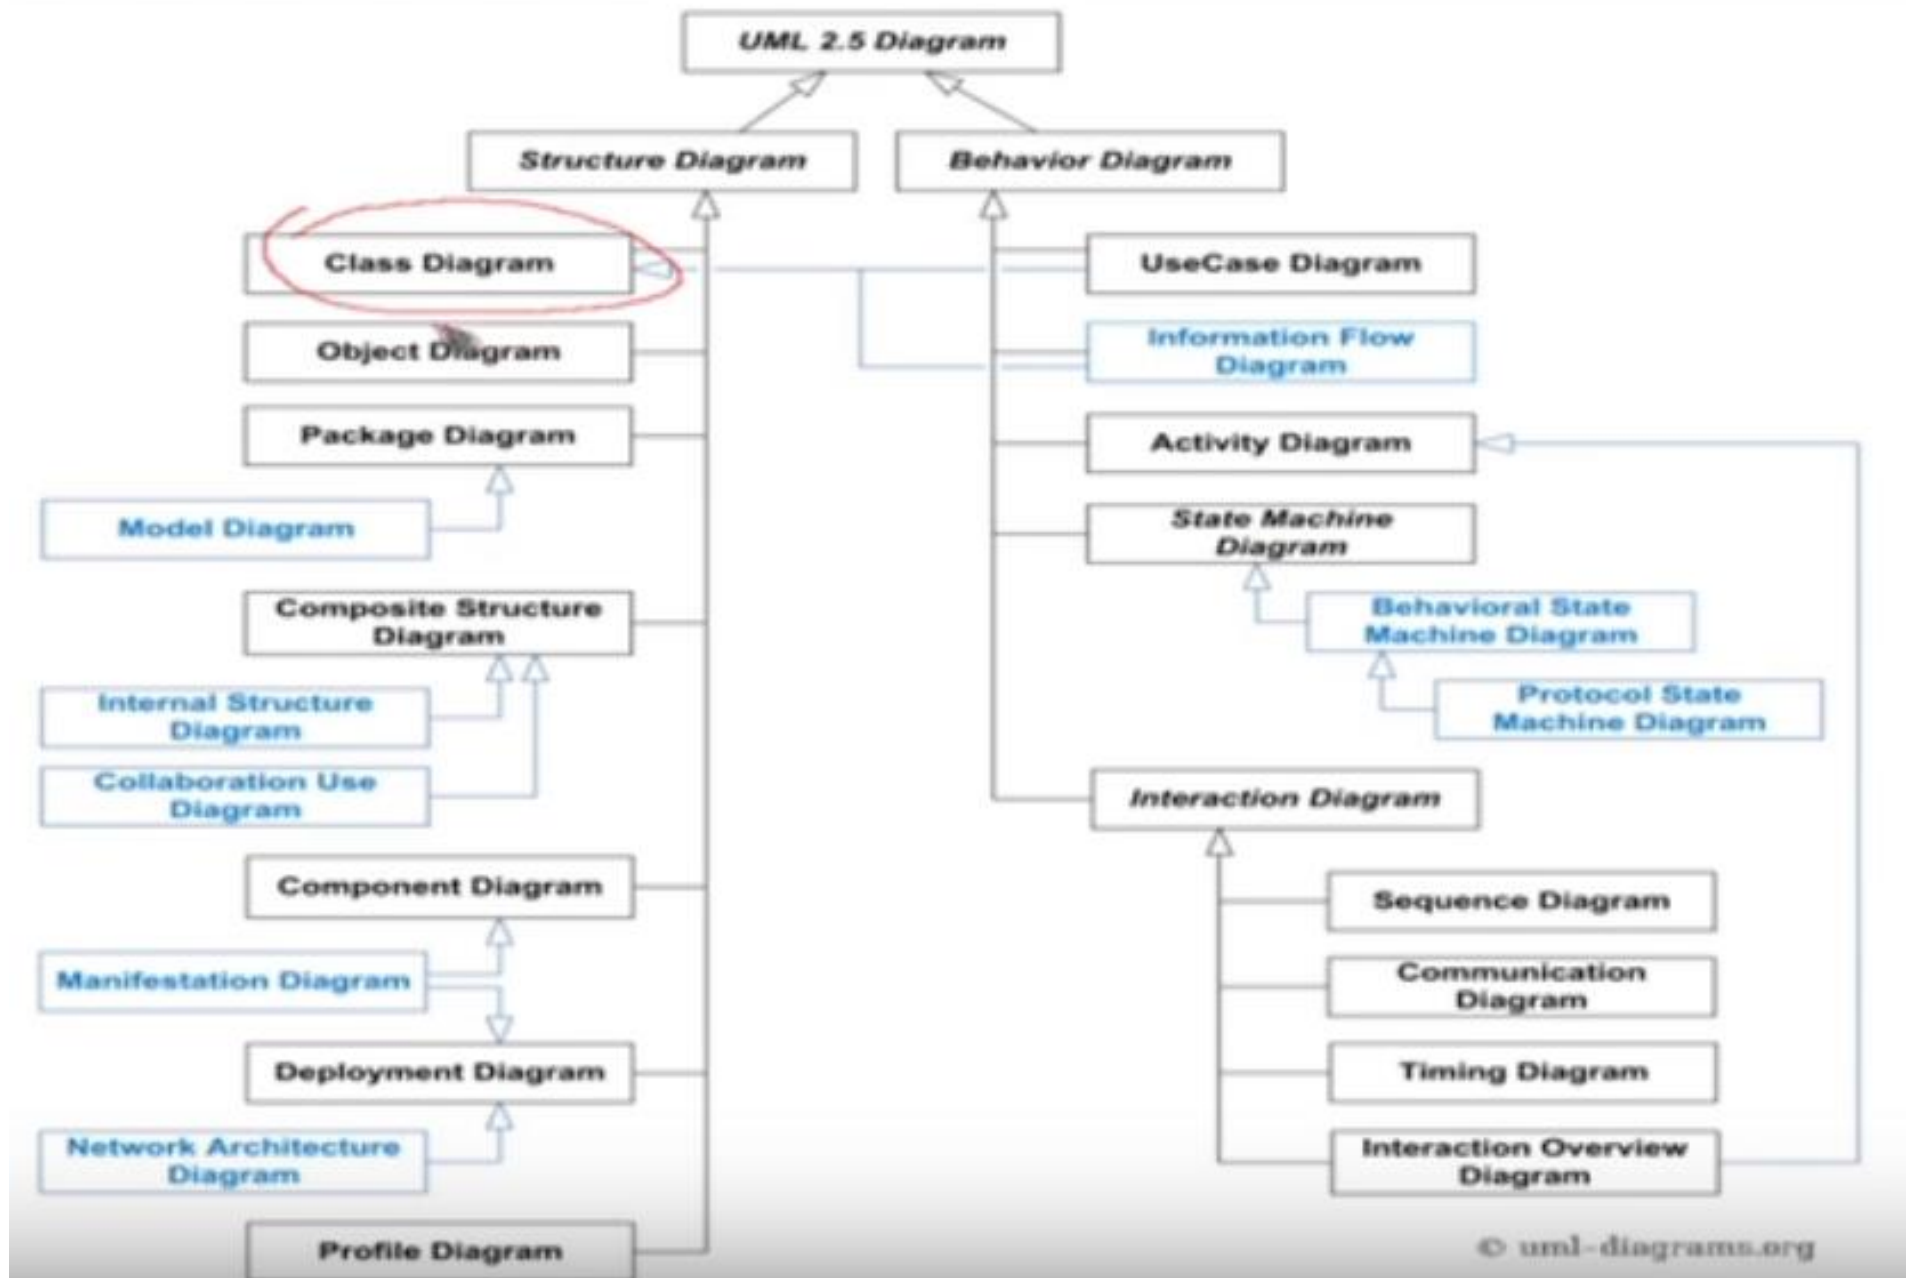 UML 2.5 Diagram
Structure Diagram
Behavior Diagram
Class Diagram
Object Diagram
Package Diagram
Model Diagram
Composite Structure
Diagram
Internal Structure
Diagram
Collaboration Use
Diagram
Component Diagram
Manifestation Diagram
Deployment Diagram
Network Architecture
Diagram
Profile Diagram
UseCase Diagram
Information Flow
Diagram
Activity Diagram
State Machine
Diagram
Behavioral State
Machine Diagram
Protocol State
Machine Diagram
Interaction Diagram
Sequence Diagram
Communication
Diagram
Timing Diagram
Interaction Overview
Diagram
© uml-diagrams.org